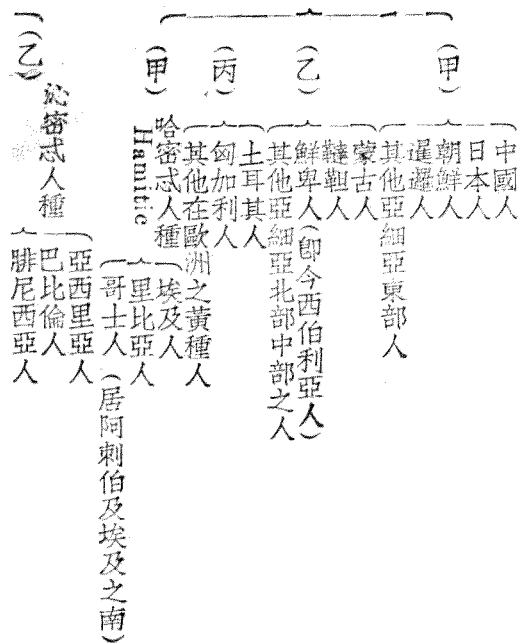 （甲）
中國人
日本人
朝鮮人
暹邏人
其他亞細亞東部人
（乙）
蒙古人
韃靼人
鮮卑人（卽今西伯利亞人）
其他亞細亞北部中部之人
（丙）
土耳其人
匈加利人
其他在歐洲之黃種人
（甲）
哈密忒人種
Hamitic
埃及人
里比亞人
哥士人（居阿剌伯及埃及之南）
（乙）
沁密忒人種
亞西里亞人
巴比倫人
腓尼西亞人